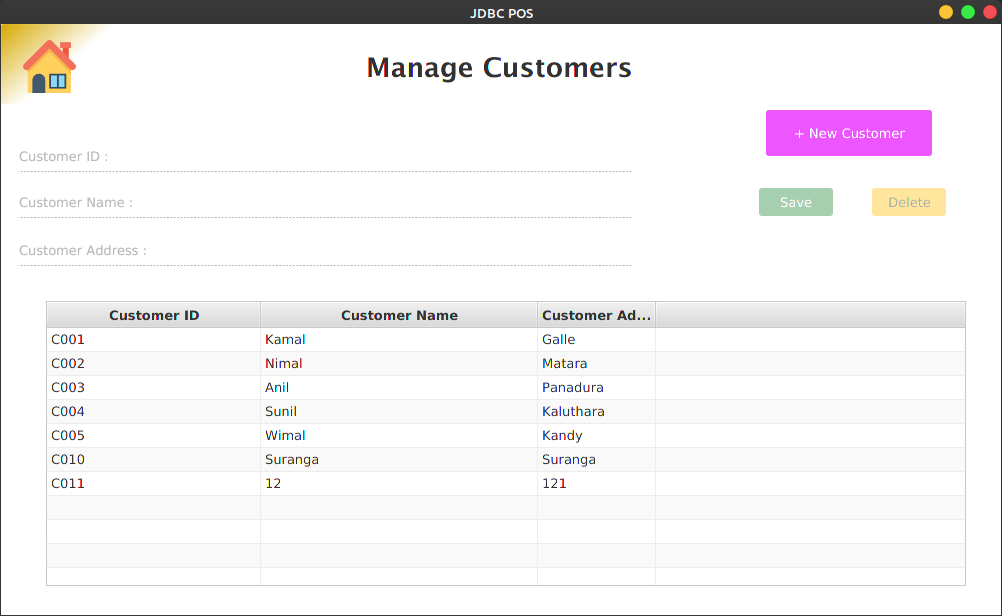 JDBC POS
Manage Customers
+ New Customer
Customer ID :
Customer Name :
Save Delete
Customer Address :
Customer ID Customer Name Customer Ad...
C001 Kamal Galle
C002 Nimal Matara
C003 Anil Panadura
C004 Sunil Kaluthara
C005 Wimal Kandy
C010 Suranga Suranga
C011 12 121